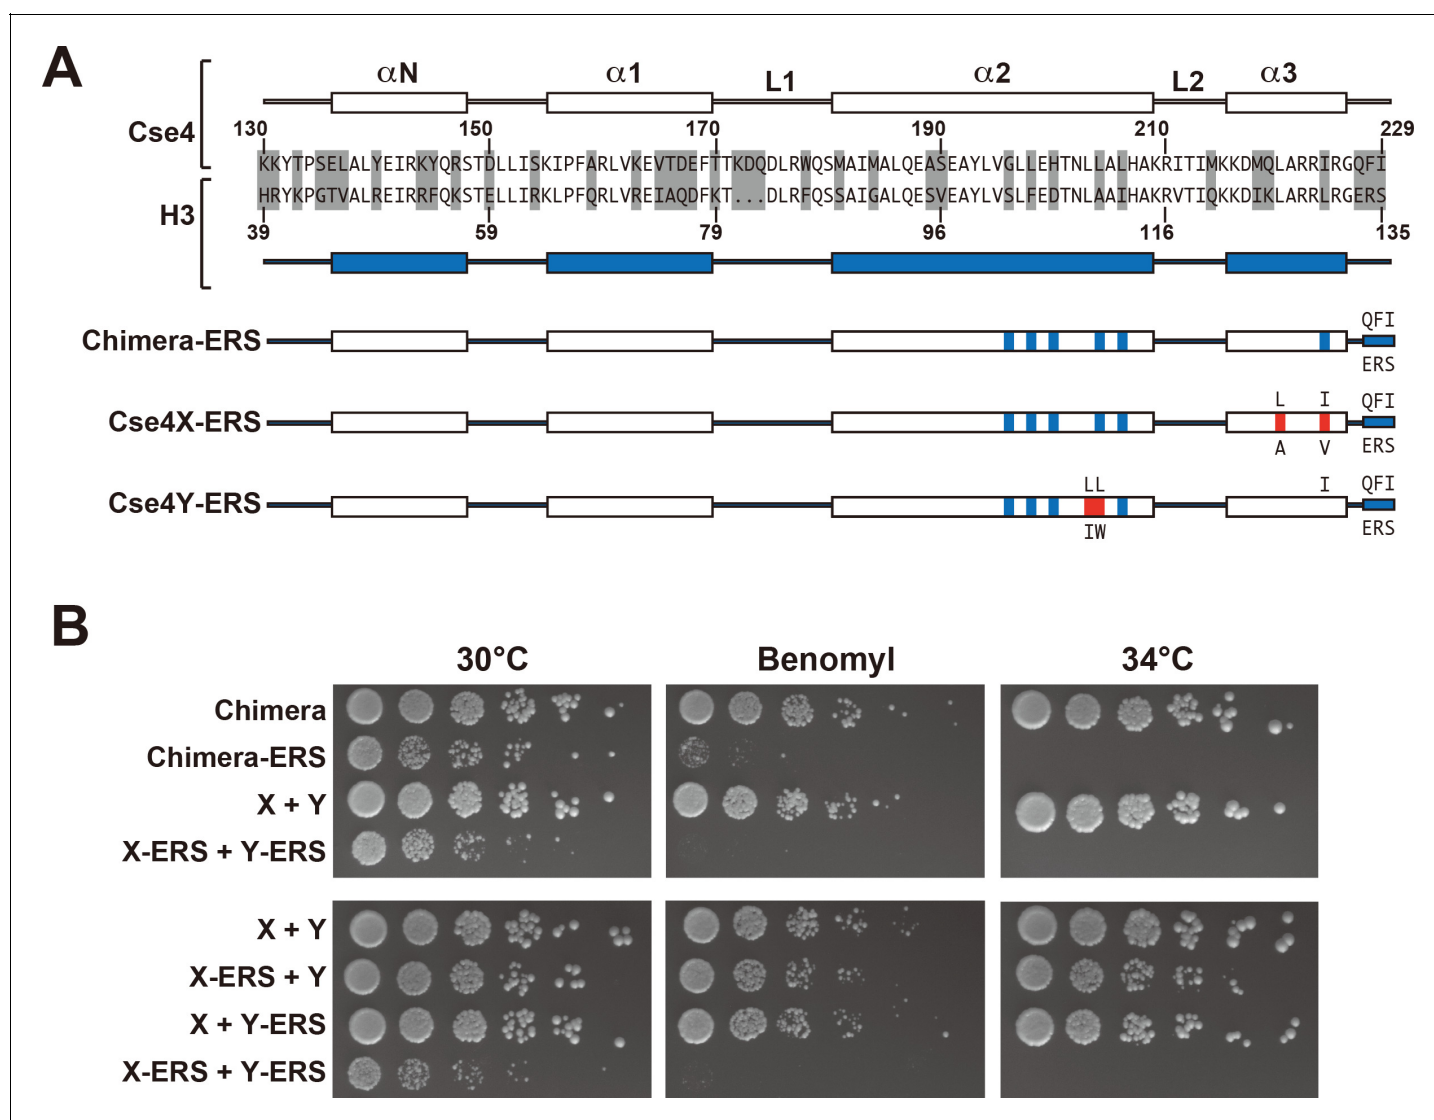 A
αN α1 L1 α2 L2 α3
Cse4
130 150 170 190 210 229
KKYTPSELALYEIRKYQRSTDLLISKIPFARLVKEVTDEFTTKDQDLRWQSMAIMALQEASEAYLVGLLEHTNLLALHAKRITIMKKDMQLARRIRGQFI
HRYKPGTVALREIRRFQKSTELLIRKLPFQRLVREIAQDFKT...DLRFQSSAIGALQESVEAYLVSLFEDTNLAAIHAKRVTIQKKDIKLARRLRGERS
H3
39 59 79 96 116 135
QFI
Chimera-ERS
ERS
L I QFI
Cse4X-ERS
A V ERS
LL I QFI
Cse4Y-ERS
IW ERS
B
30°C Benomyl 34°C
Chimera
Chimera-ERS
X + Y
X-ERS + Y-ERS
X + Y
X-ERS + Y
X + Y-ERS
X-ERS + Y-ERS